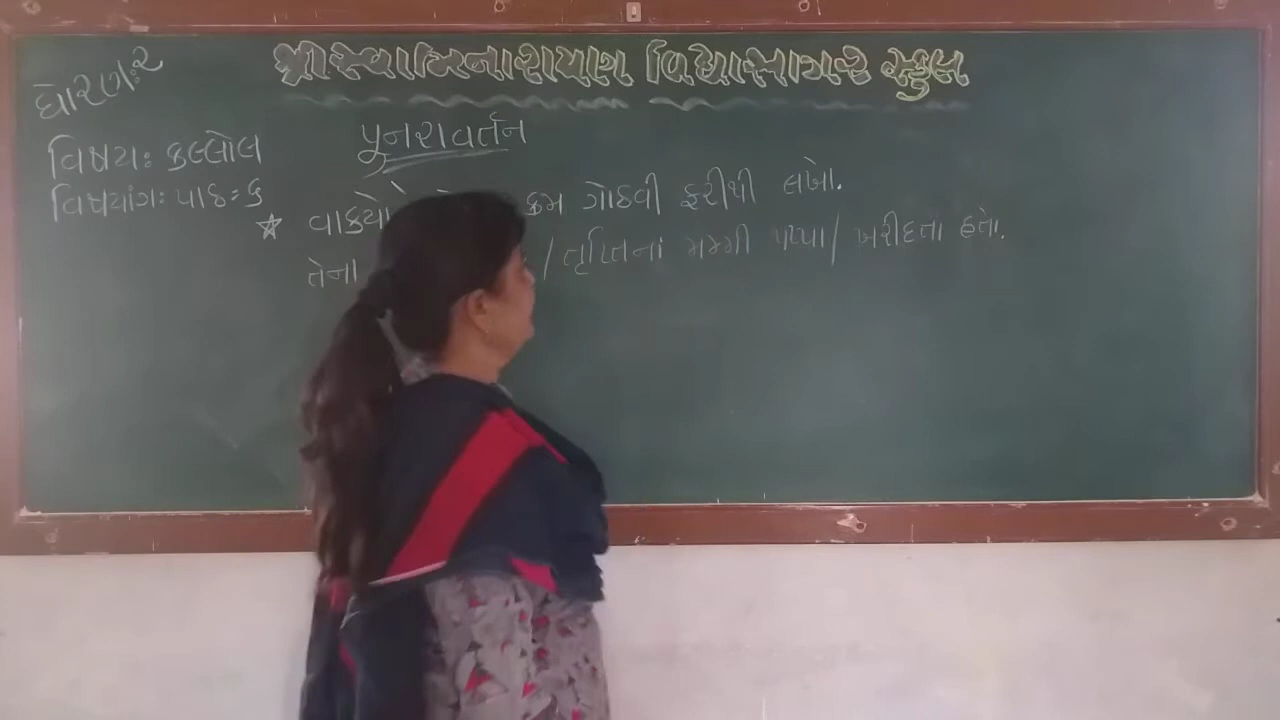 શ્રી સ્વામિનારાયણ વિદ્યાસાગર સ્કુલ
ધોરણ: ૨
વિષય: કલ્લોલ
વિષયાંગ: પાઠ: ૬
પૂનરાવર્તન
વાક્યો ક્રમ ગોઠવી ફરીથી લખો.
તેના / તૃપ્તિનાં મમ્મી પપ્પા / ખરીદતા હતા.